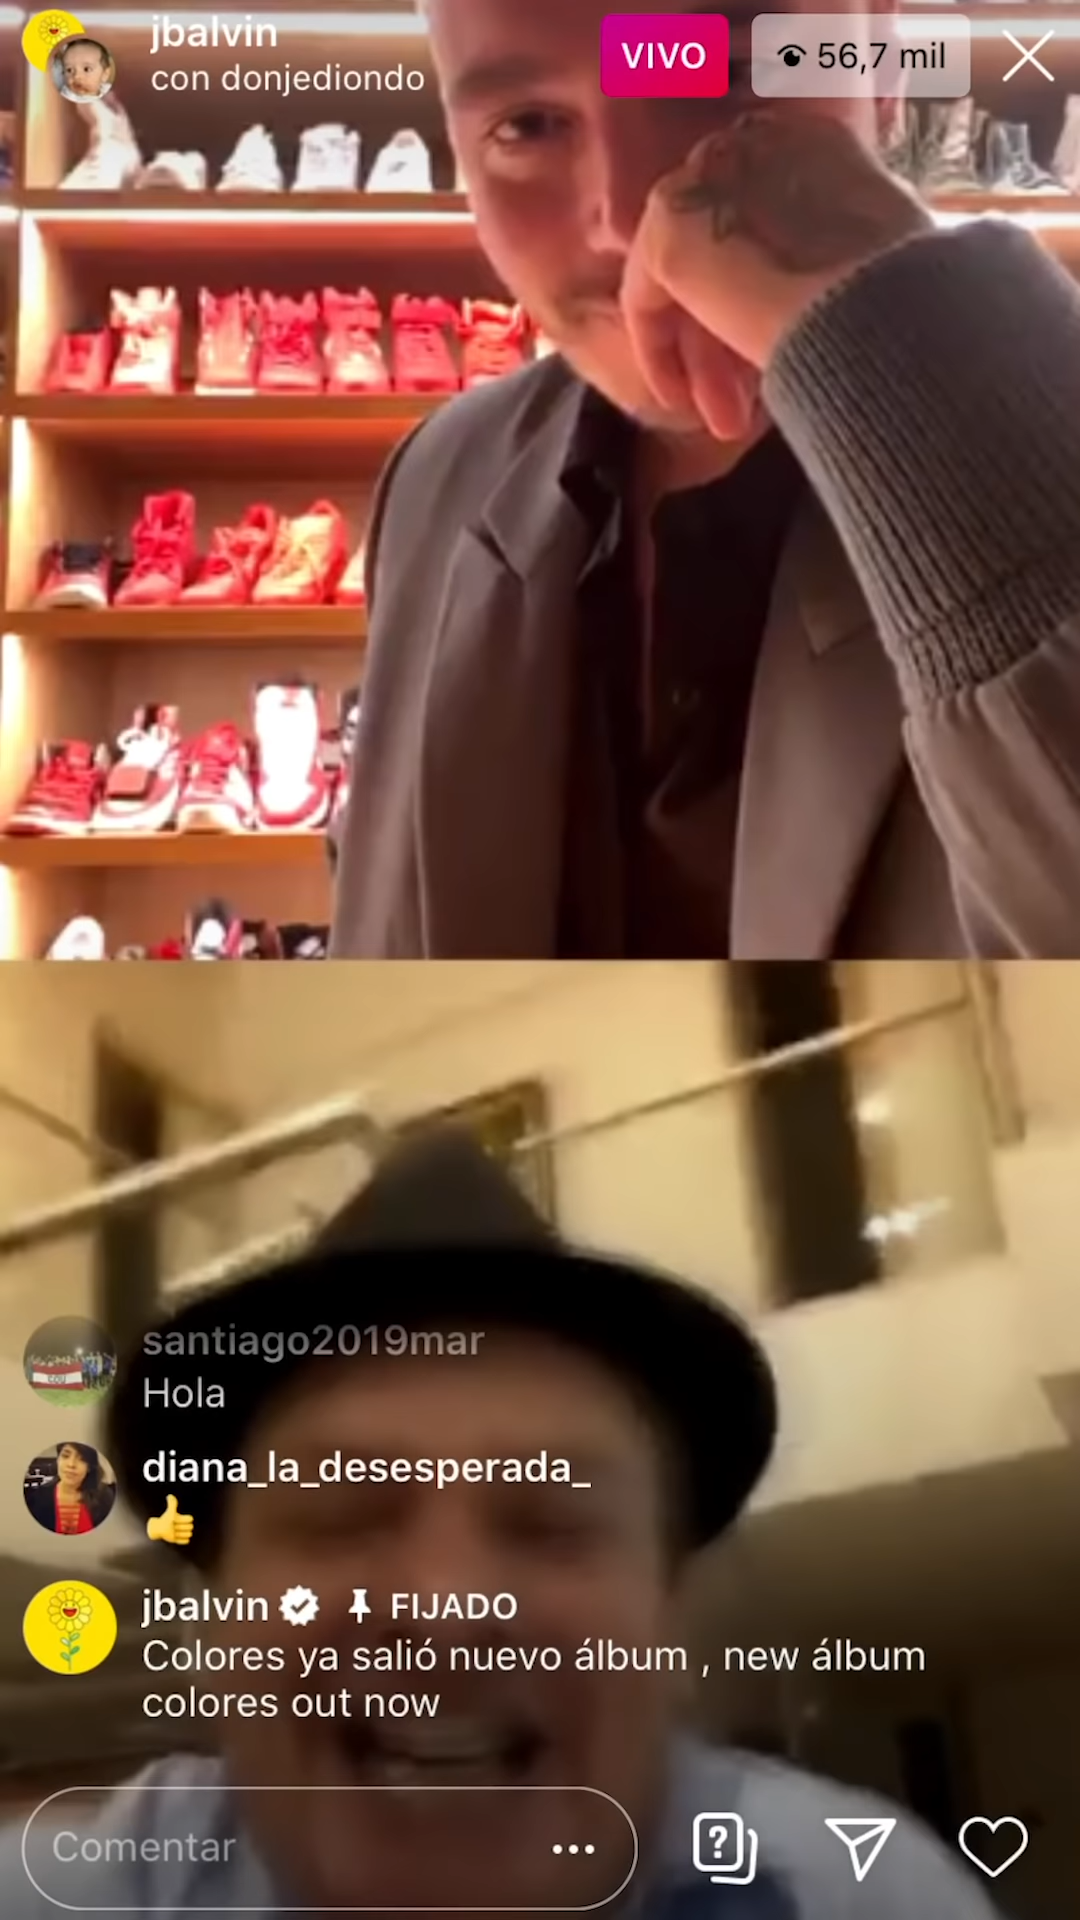 jbalvin
con donjediondo
VIVO
56,7 mil
santiago2019mar
Hola
diana_la_desesperada_
jbalvin FIJADO
Colores ya salió nuevo álbum , new álbum
colores out now
Comentar